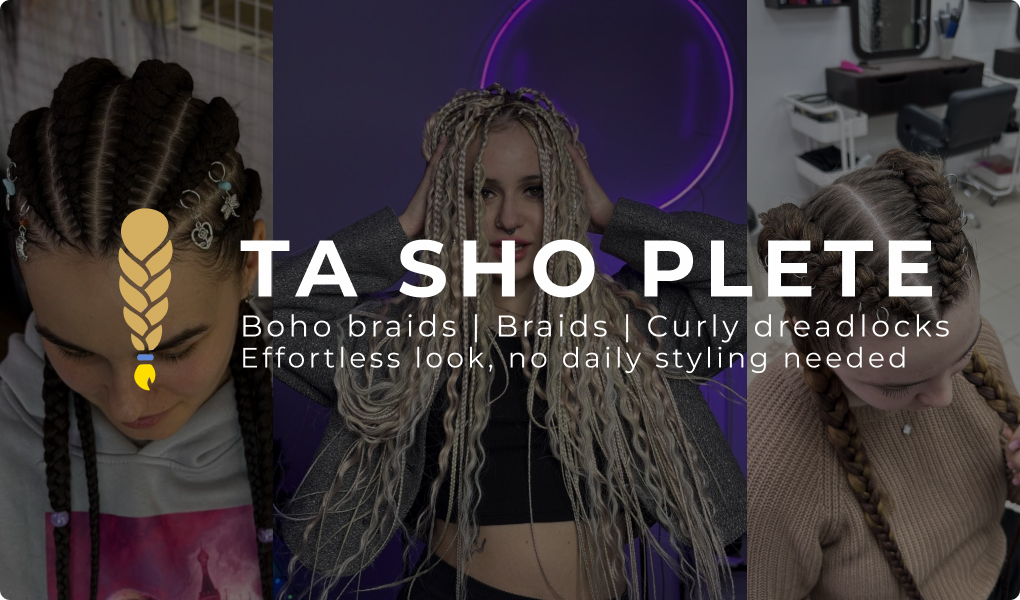 TA SHO PLETE
Boho braids | Braids | Curly dreadlocks
Effortless look, no daily styling needed